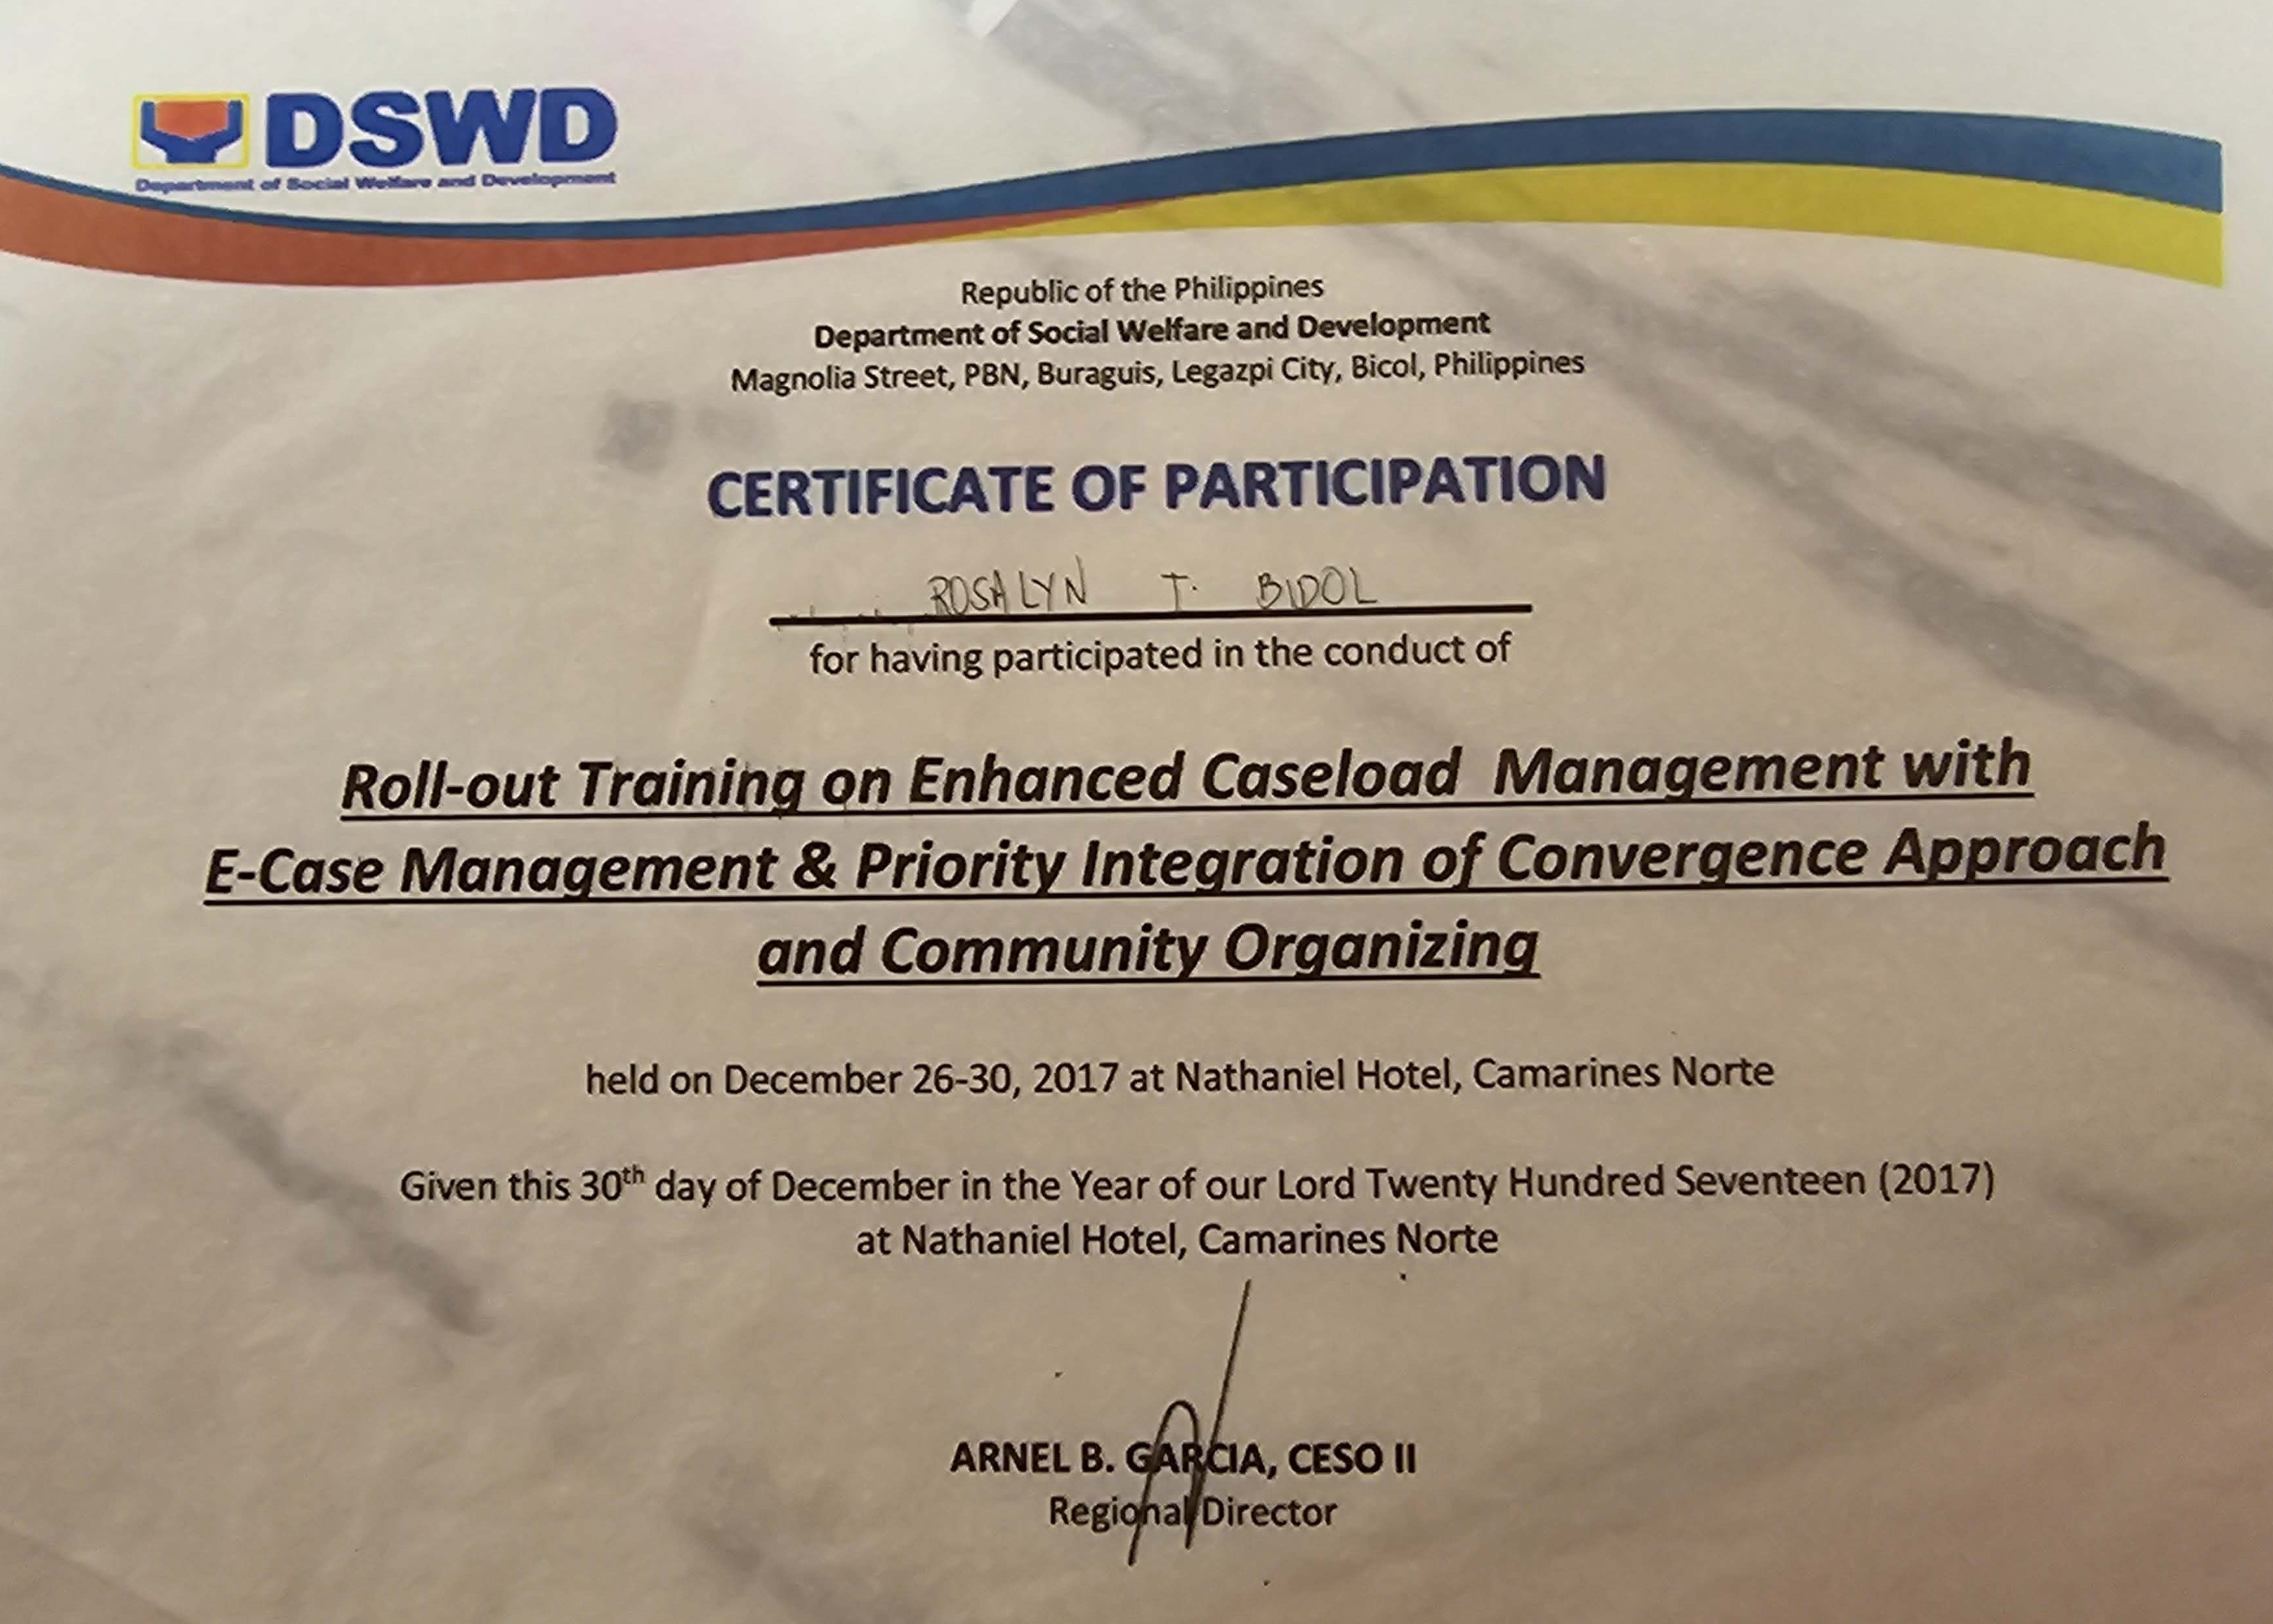 DSWD
Department of Social Welfare and Development
Republic of the Philippines
Department of Social Welfare and Development
Magnolia Street, PBN, Buraguis, Legazpi City, Bicol, Philippines
CERTIFICATE OF PARTICIPATION
ROSALYN T. BIDOL
for having participated in the conduct of
Roll-out Training on Enhanced Caseload Management with
E-Case Management & Priority Integration of Convergence Approach
and Community Organizing
held on December 26-30, 2017 at Nathaniel Hotel, Camarines Norte
Given this 30th day of December in the Year of our Lord Twenty Hundred Seventeen (2017)
at Nathaniel Hotel, Camarines Norte
ARNEL B. GARCIA, CESO II
Regional Director